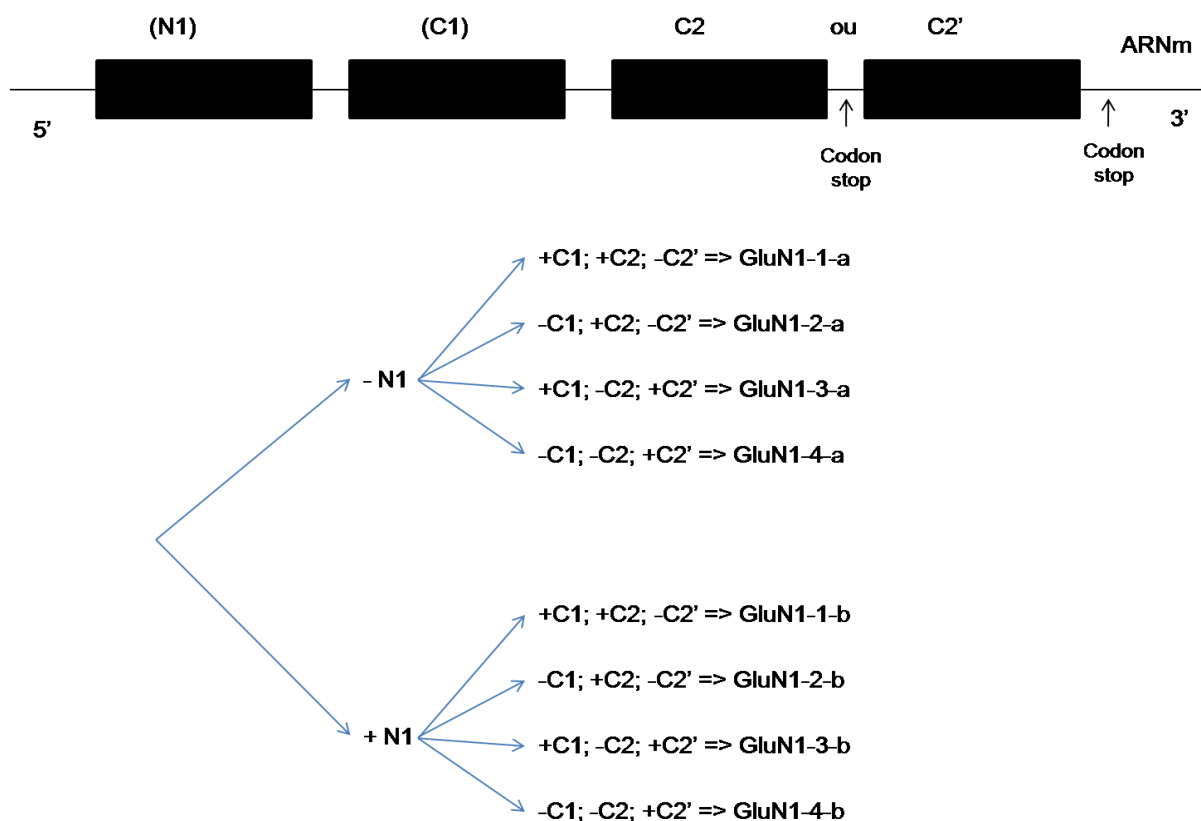 (N1) (C1) C2 ou C2’
ARNm
5’ 3’
Codon stop
Codon stop
+C1; +C2; -C2’ => GluN1-1-a
-C1; +C2; -C2’ => GluN1-2-a
- N1
+C1; -C2; +C2’ => GluN1-3-a
-C1; -C2; +C2’ => GluN1-4-a
+C1; +C2; -C2’ => GluN1-1-b
-C1; +C2; -C2’ => GluN1-2-b
+ N1
+C1; -C2; +C2’ => GluN1-3-b
-C1; -C2; +C2’ => GluN1-4-b